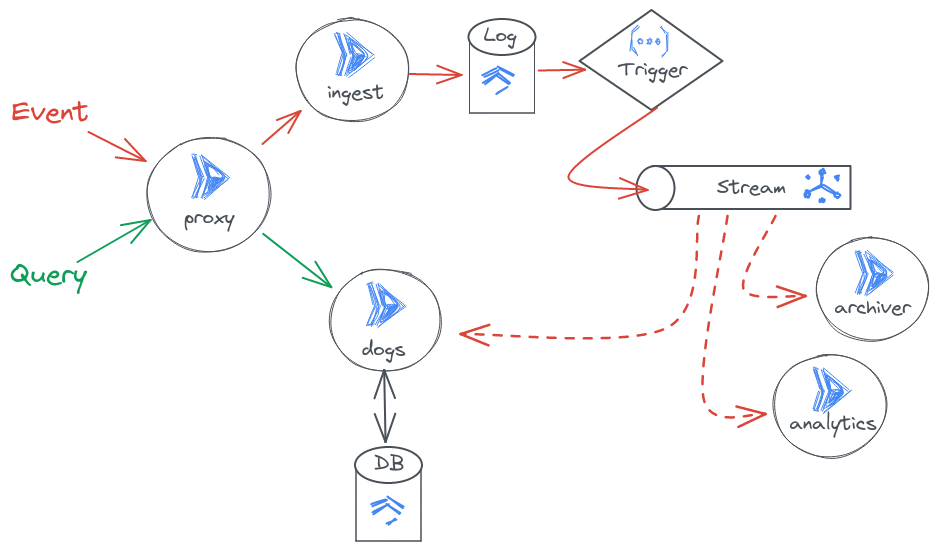 Log
ingest
Trigger
Event
Stream
proxy
Query
archiver
dogs
analytics
DB